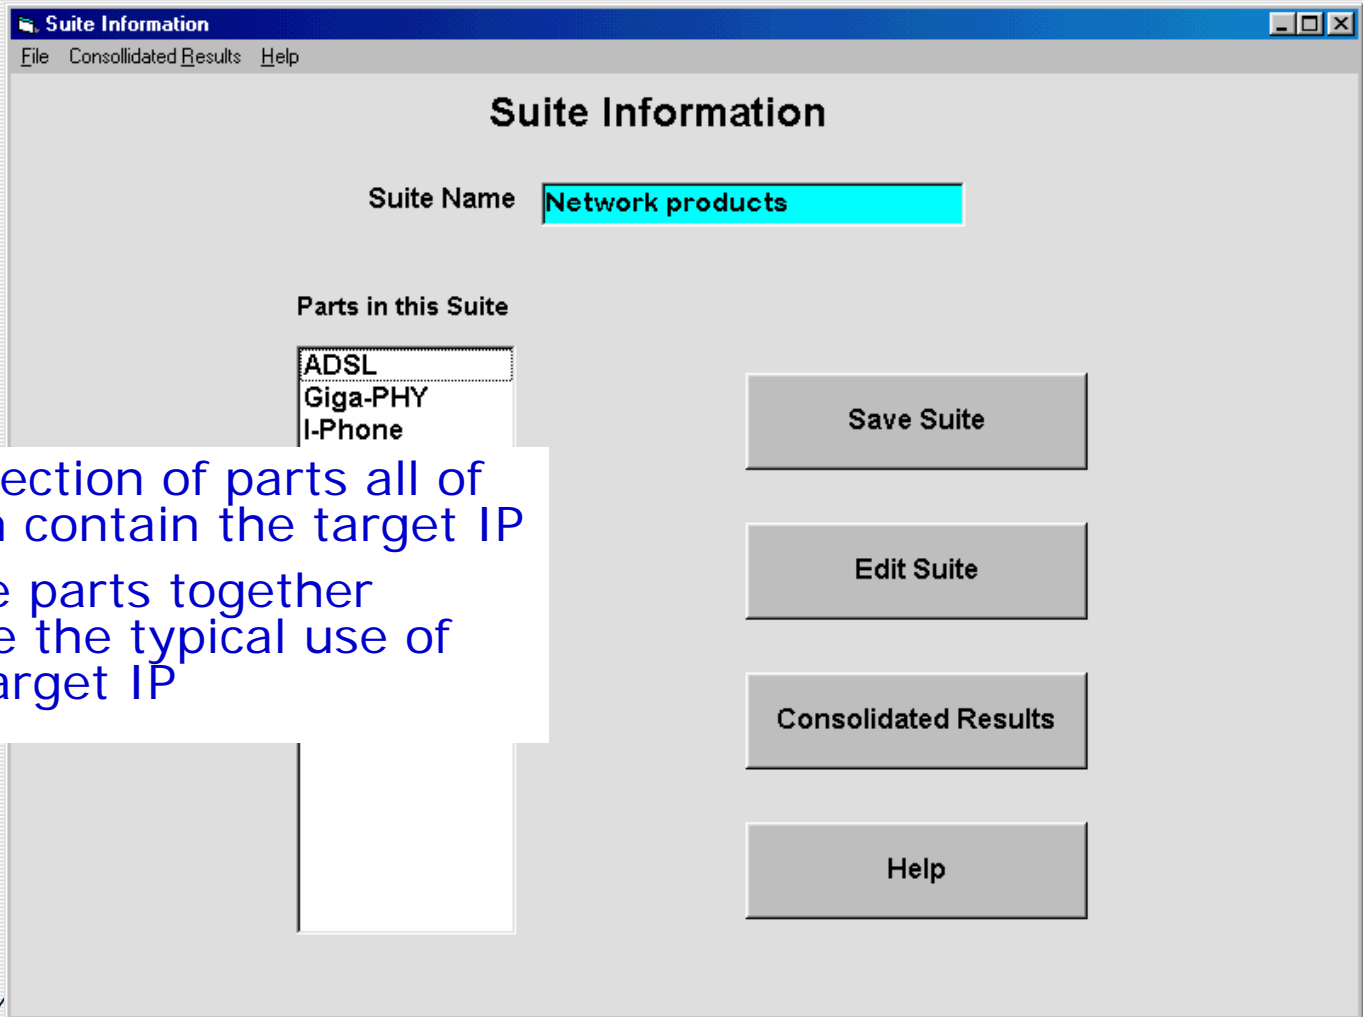 Suite Information
File Consollidated Results Help
Suite Information
Suite Name Network products
Parts in this Suite
ADSL
Giga-PHY
I-Phone
ection of parts all of
contain the target IP
parts together
the typical use of
arget IP
Save Suite
Edit Suite
Consolidated Results
Help